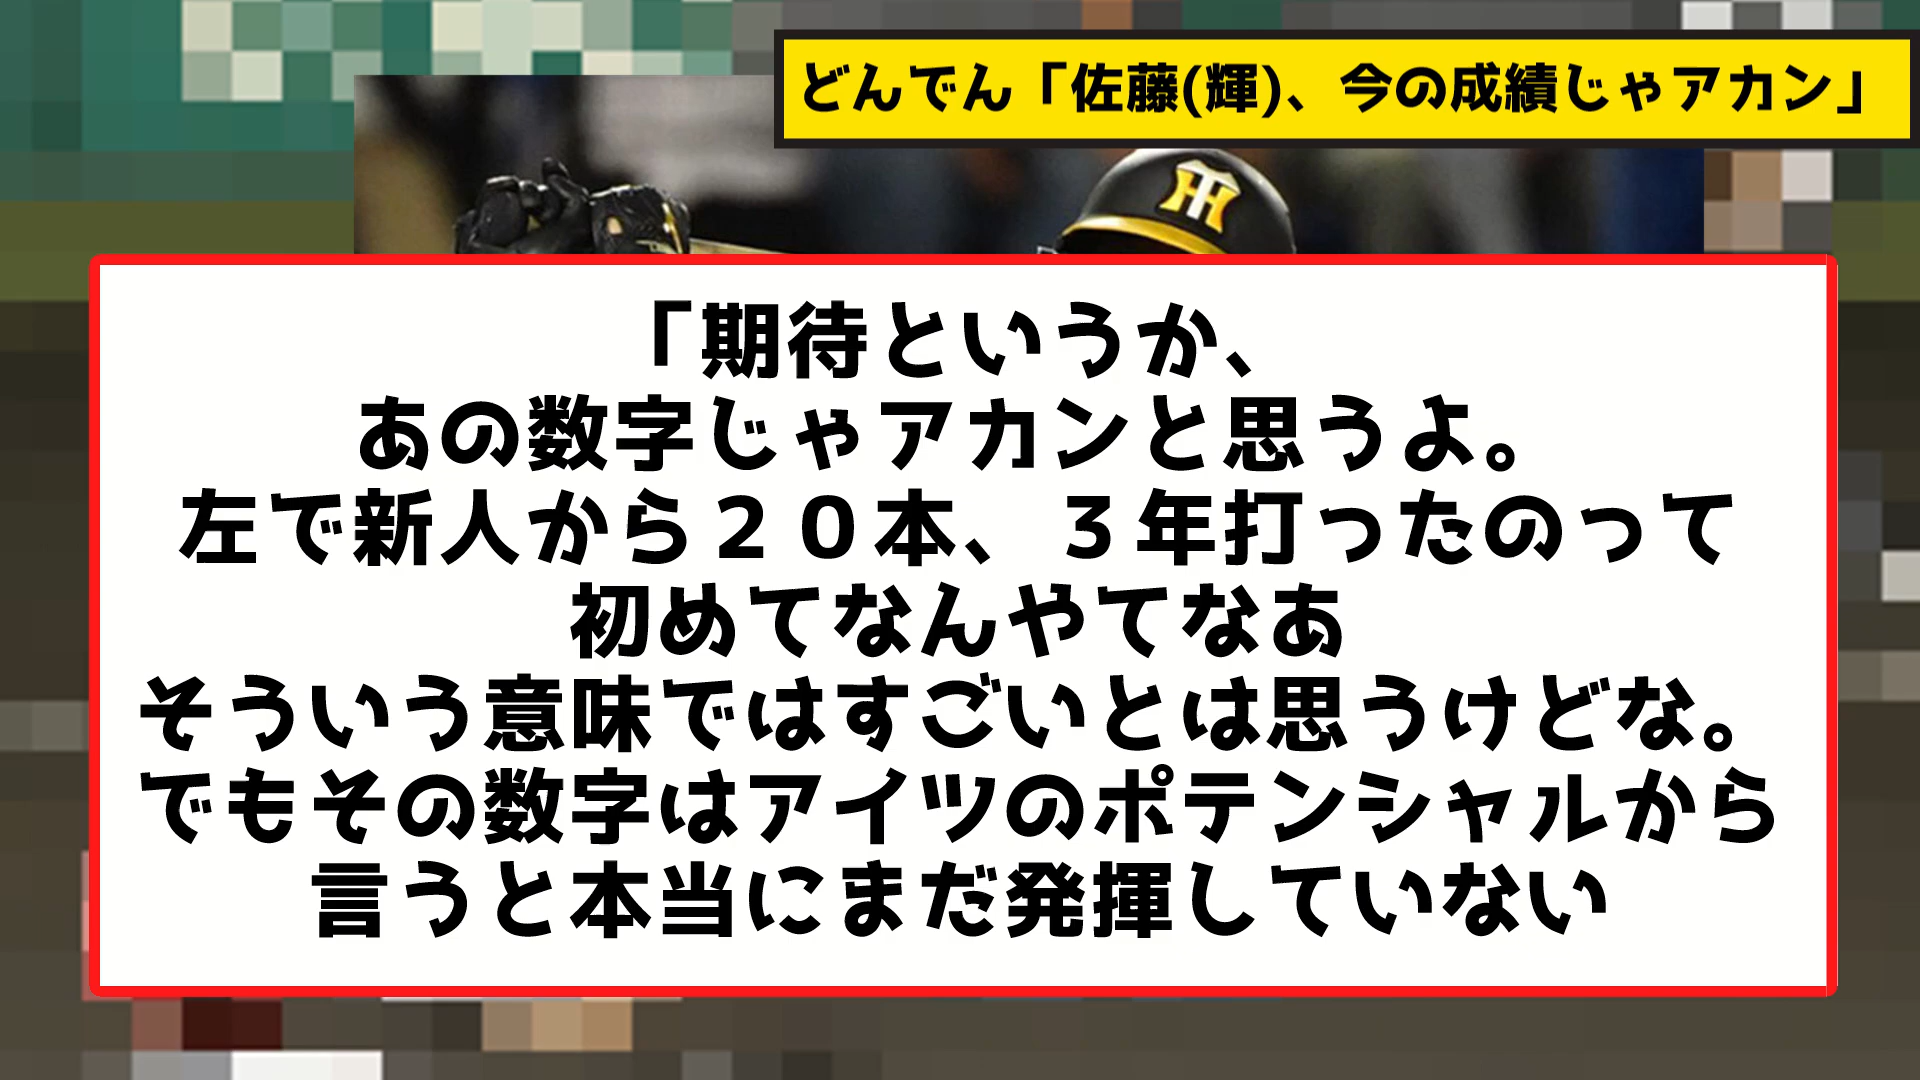 どんでん「佐藤(輝)、今の成績じゃアカン」
「期待というか、
あの数字じゃアカンと思うよ。
左で新人から２０本、３年打ったのって
初めてなんやてなあ
そういう意味ではすごいとは思うけどな。
でもその数字はアイツのポテンシャルから
言うと本当にまだ発揮していない